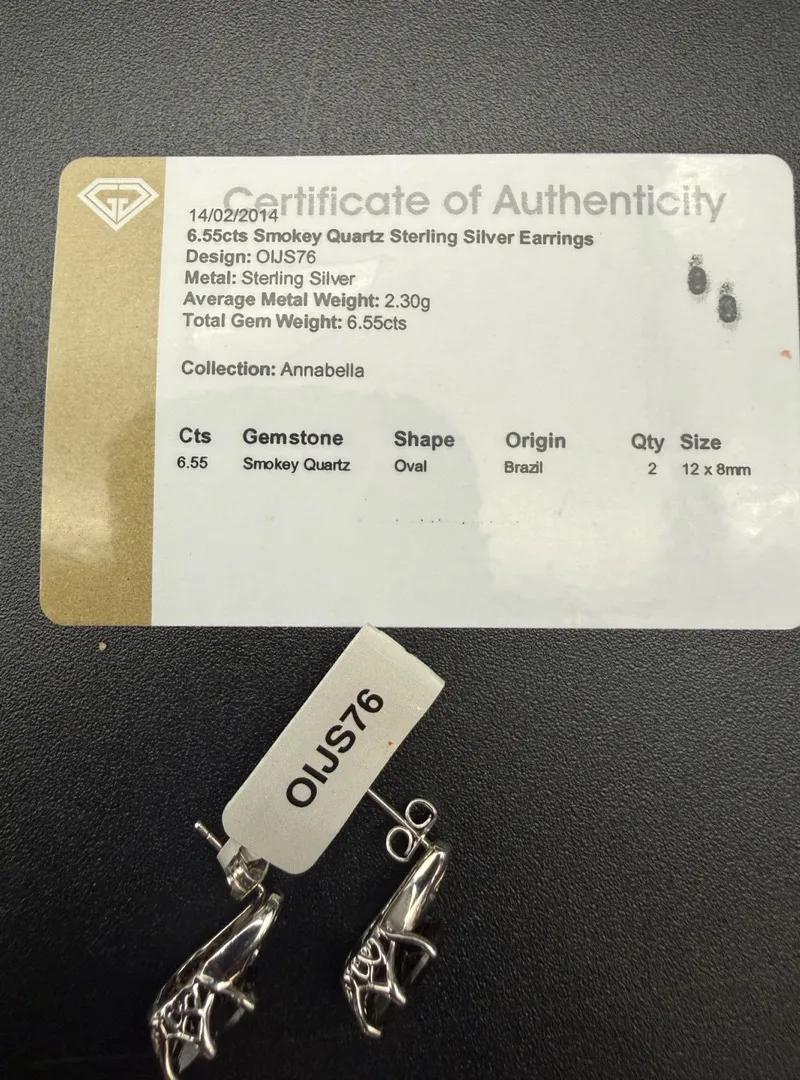 Certificate of Authenticity
14/02/2014
6.55cts Smokey Quartz Sterling Silver Earrings
Design: OIJS76
Metal: Sterling Silver
Average Metal Weight: 2.30g
Total Gem Weight: 6.55cts
Collection: Annabella
Cts Gemstone Shape Origin Qty Size
6.55 Smokey Quartz Oval Brazil 2 12 x 8mm
OIJS76